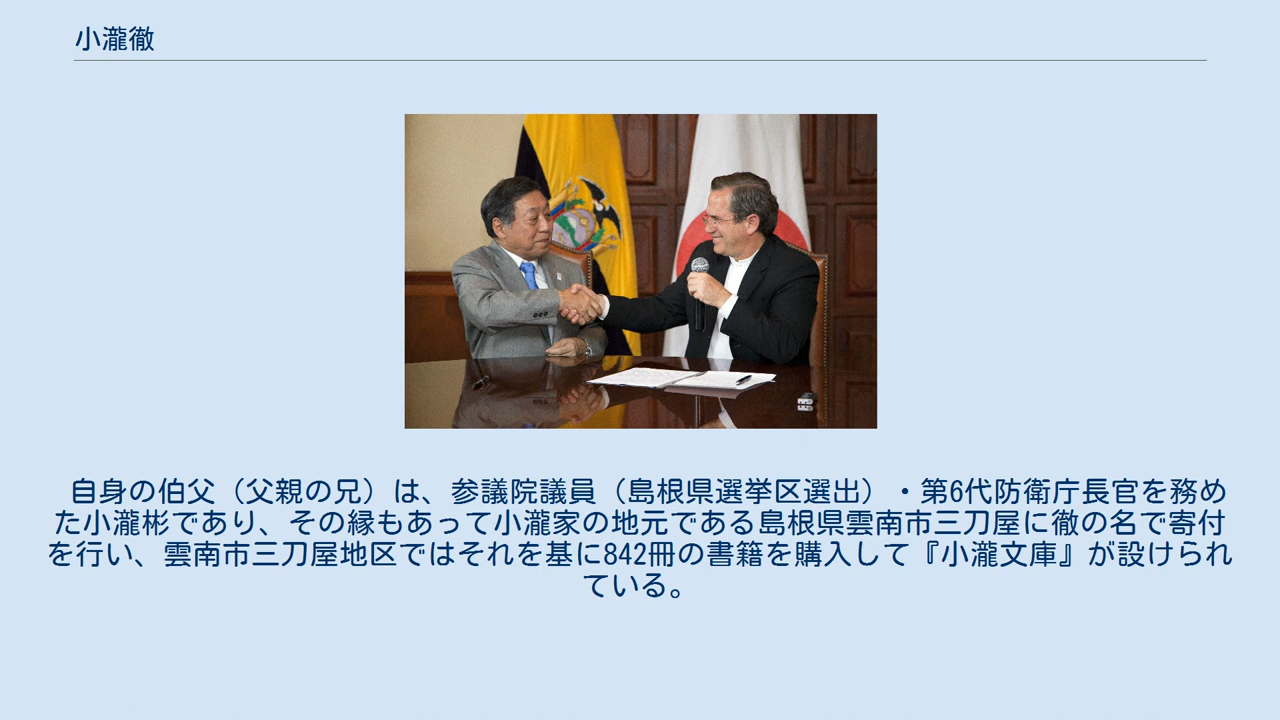 小瀧徹
自身の伯父（父親の兄）は、参議院議員（島根県選挙区選出）・第6代防衛庁長官を務め
た小瀧彬であり、その縁もあって小瀧家の地元である島根県雲南市三刀屋に徹の名で寄付
を行い、雲南市三刀屋地区ではそれを基に842冊の書籍を購入して『小瀧文庫』が設けられ
ている。